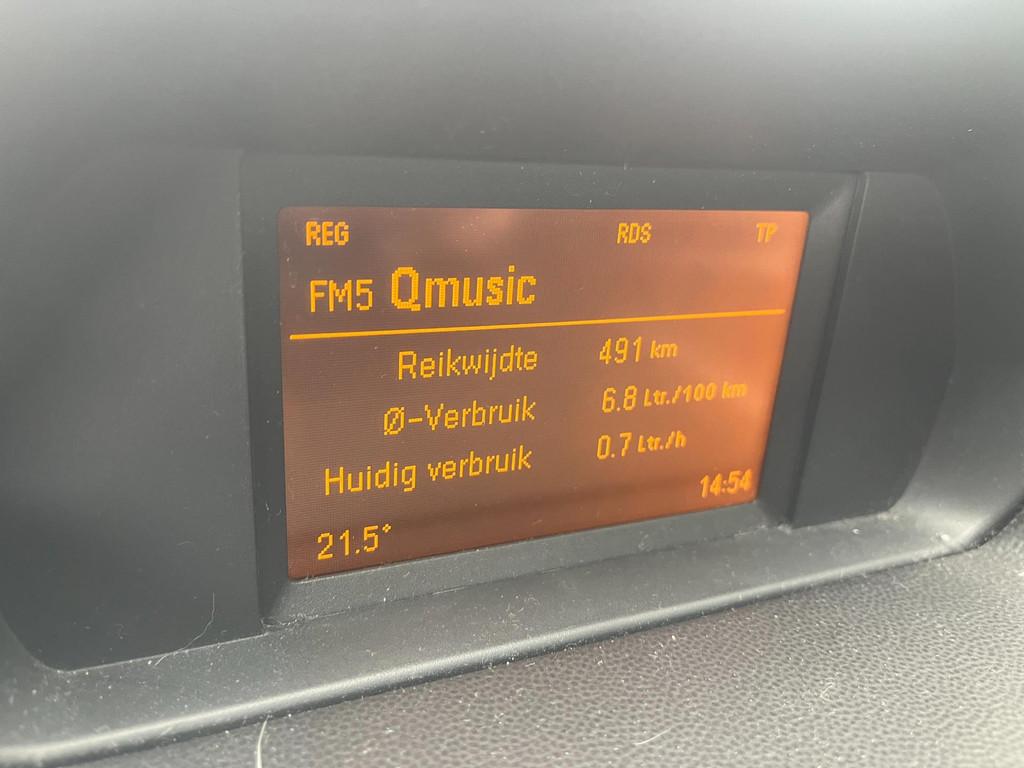 REG RDS TP
FM5 Qmusic
Reikwijdte 491 km
Ø-Verbruik 6.8 Ltr./100 km
Huidig verbruik 0.7 Ltr./h
21.5° 14:54